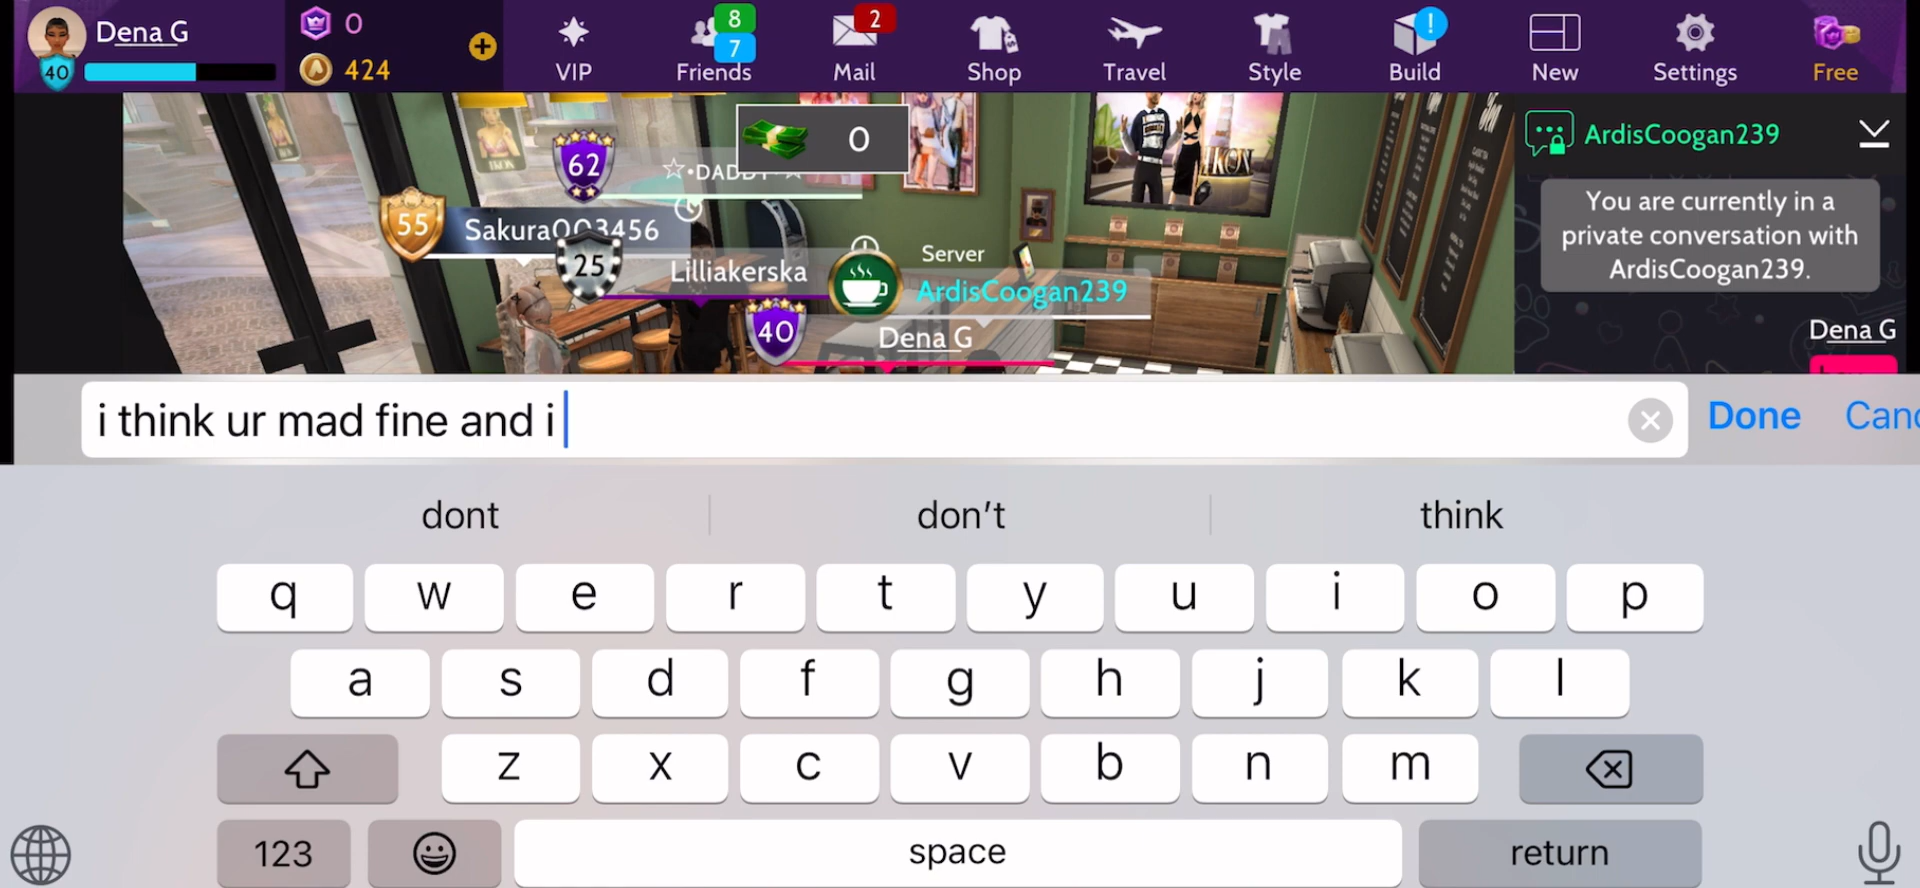 Dena G
40
0
424
VIP
8
7
Friends
2
Mail
Shop
Travel
Style
!
Build
New
Settings
Free
0
62
☆•DADDY
55
Sakura003456
25
Lilliakerska
Server
ArdisCoogan239
40
Dena G
IKON
ArdisCoogan239
You are currently in a
private conversation with
ArdisCoogan239.
Dena G
i think ur mad fine and i
Done
Canc
dont
don't
think
q w e r t y u i o p
a s d f g h j k l
z x c v b n m
123
space
return